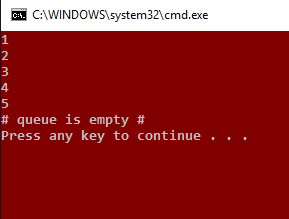 C:\WINDOWS\system32\cmd.exe
1
2
3
4
5
# queue is empty #
Press any key to continue . . .